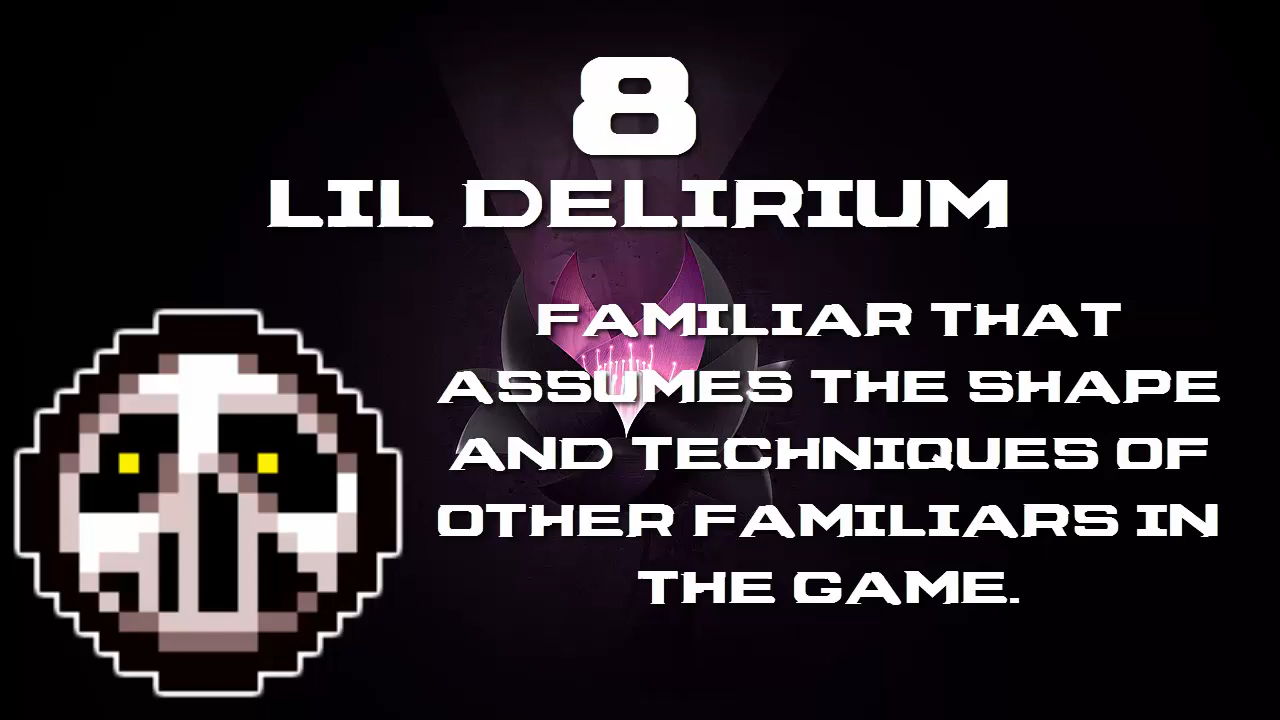 8
LIL DELIRIUM
FAMILIAR THAT
ASSUMES THE SHAPE
AND TECHNIQUES OF
OTHER FAMILIARS IN
THE GAME.